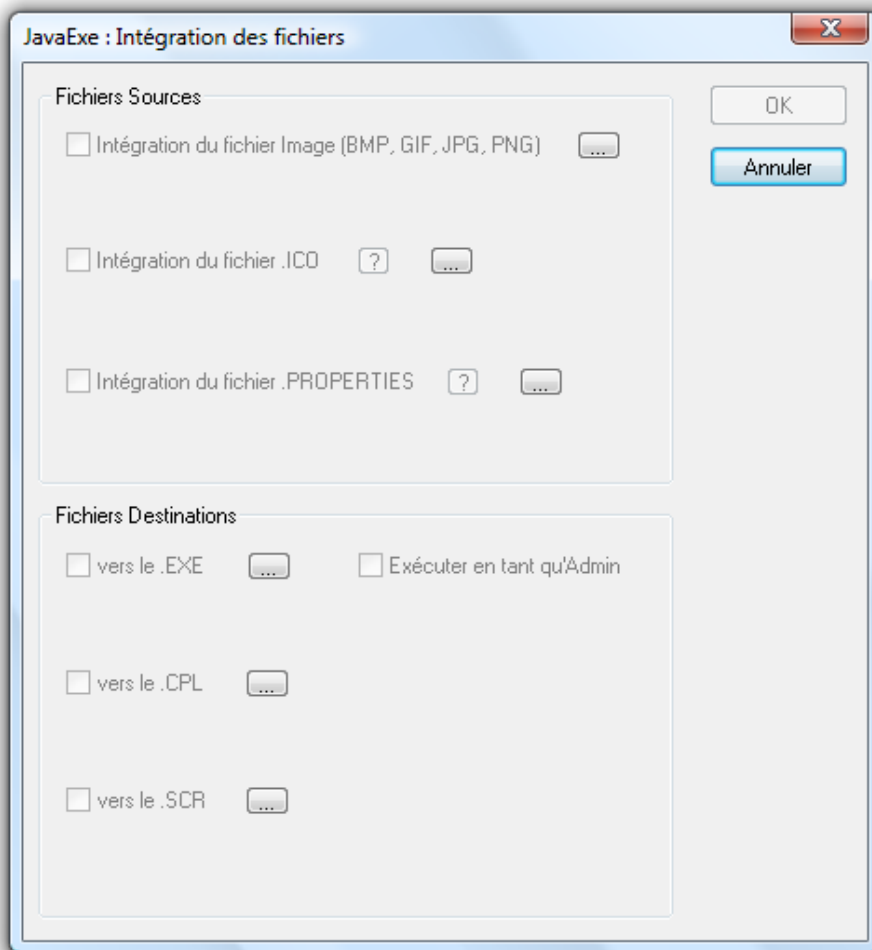 JavaExe : Intégration des fichiers
Fichiers Sources
OK
Intégration du fichier Image (BMP, GIF, JPG, PNG) ...
Annuler
Intégration du fichier .ICO ? ...
Intégration du fichier .PROPERTIES ? ...
Fichiers Destinations
vers le .EXE ... Exécuter en tant qu'Admin
vers le .CPL ...
vers le .SCR ...